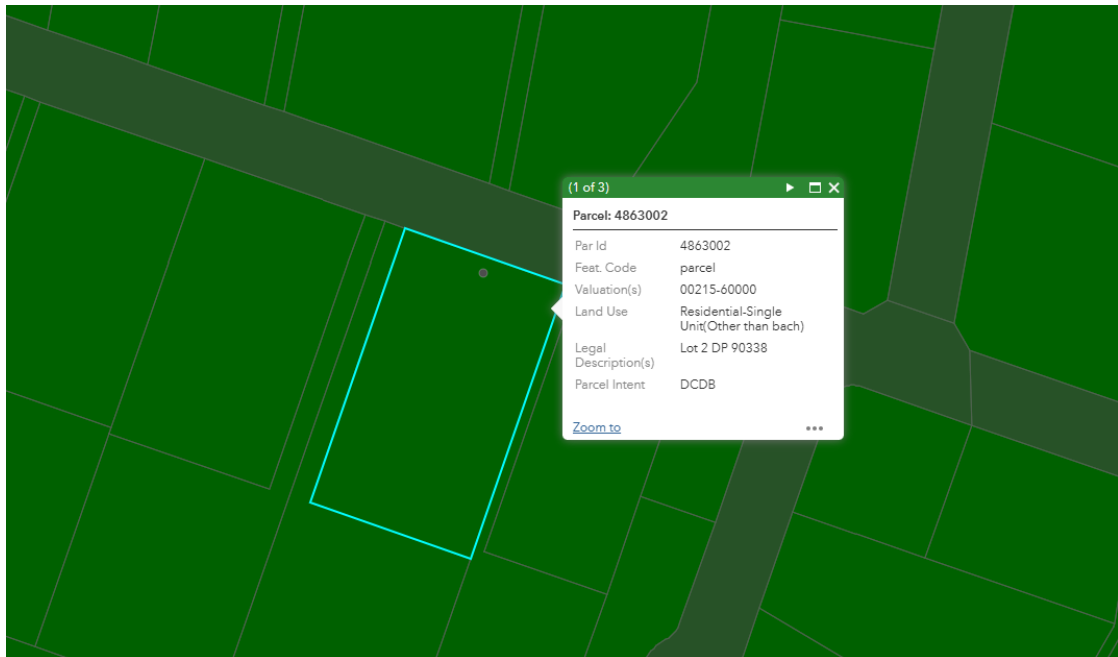 (1 of 3)
Parcel: 4863002
Par Id 4863002
Feat. Code parcel
Valuation(s) 00215-60000
Land Use Residential-Single
Unit(Other than bach)
Legal Lot 2 DP 90338
Description(s)
Parcel Intent DCDB
Zoom to